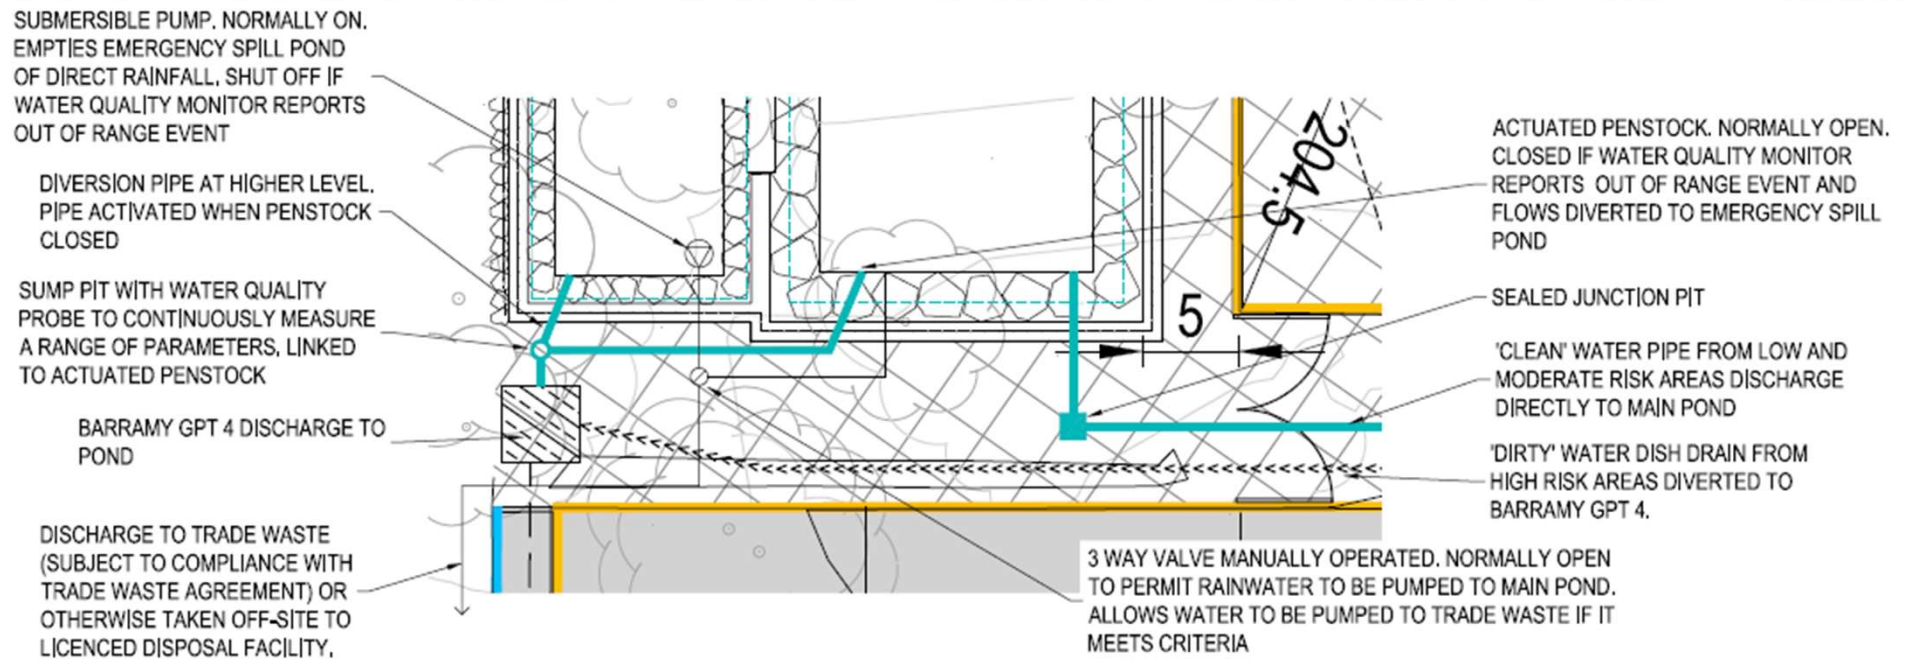 SUBMERSIBLE PUMP. NORMALLY ON.
EMPTIES EMERGENCY SPILL POND
OF DIRECT RAINFALL. SHUT OFF IF
WATER QUALITY MONITOR REPORTS
OUT OF RANGE EVENT
DIVERSION PIPE AT HIGHER LEVEL.
PIPE ACTIVATED WHEN PENSTOCK
CLOSED
SUMP PIT WITH WATER QUALITY
PROBE TO CONTINUOUSLY MEASURE
A RANGE OF PARAMETERS, LINKED
TO ACTUATED PENSTOCK
BARRAMY GPT 4 DISCHARGE TO
POND
DISCHARGE TO TRADE WASTE
(SUBJECT TO COMPLIANCE WITH
TRADE WASTE AGREEMENT) OR
OTHERWISE TAKEN OFF-SITE TO
LICENCED DISPOSAL FACILITY.
204.5
5
ACTUATED PENSTOCK. NORMALLY OPEN.
CLOSED IF WATER QUALITY MONITOR
REPORTS OUT OF RANGE EVENT AND
FLOWS DIVERTED TO EMERGENCY SPILL
POND
SEALED JUNCTION PIT
'CLEAN' WATER PIPE FROM LOW AND
MODERATE RISK AREAS DISCHARGE
DIRECTLY TO MAIN POND
'DIRTY' WATER DISH DRAIN FROM
HIGH RISK AREAS DIVERTED TO
BARRAMY GPT 4.
3 WAY VALVE MANUALLY OPERATED. NORMALLY OPEN
TO PERMIT RAINWATER TO BE PUMPED TO MAIN POND.
ALLOWS WATER TO BE PUMPED TO TRADE WASTE IF IT
MEETS CRITERIA